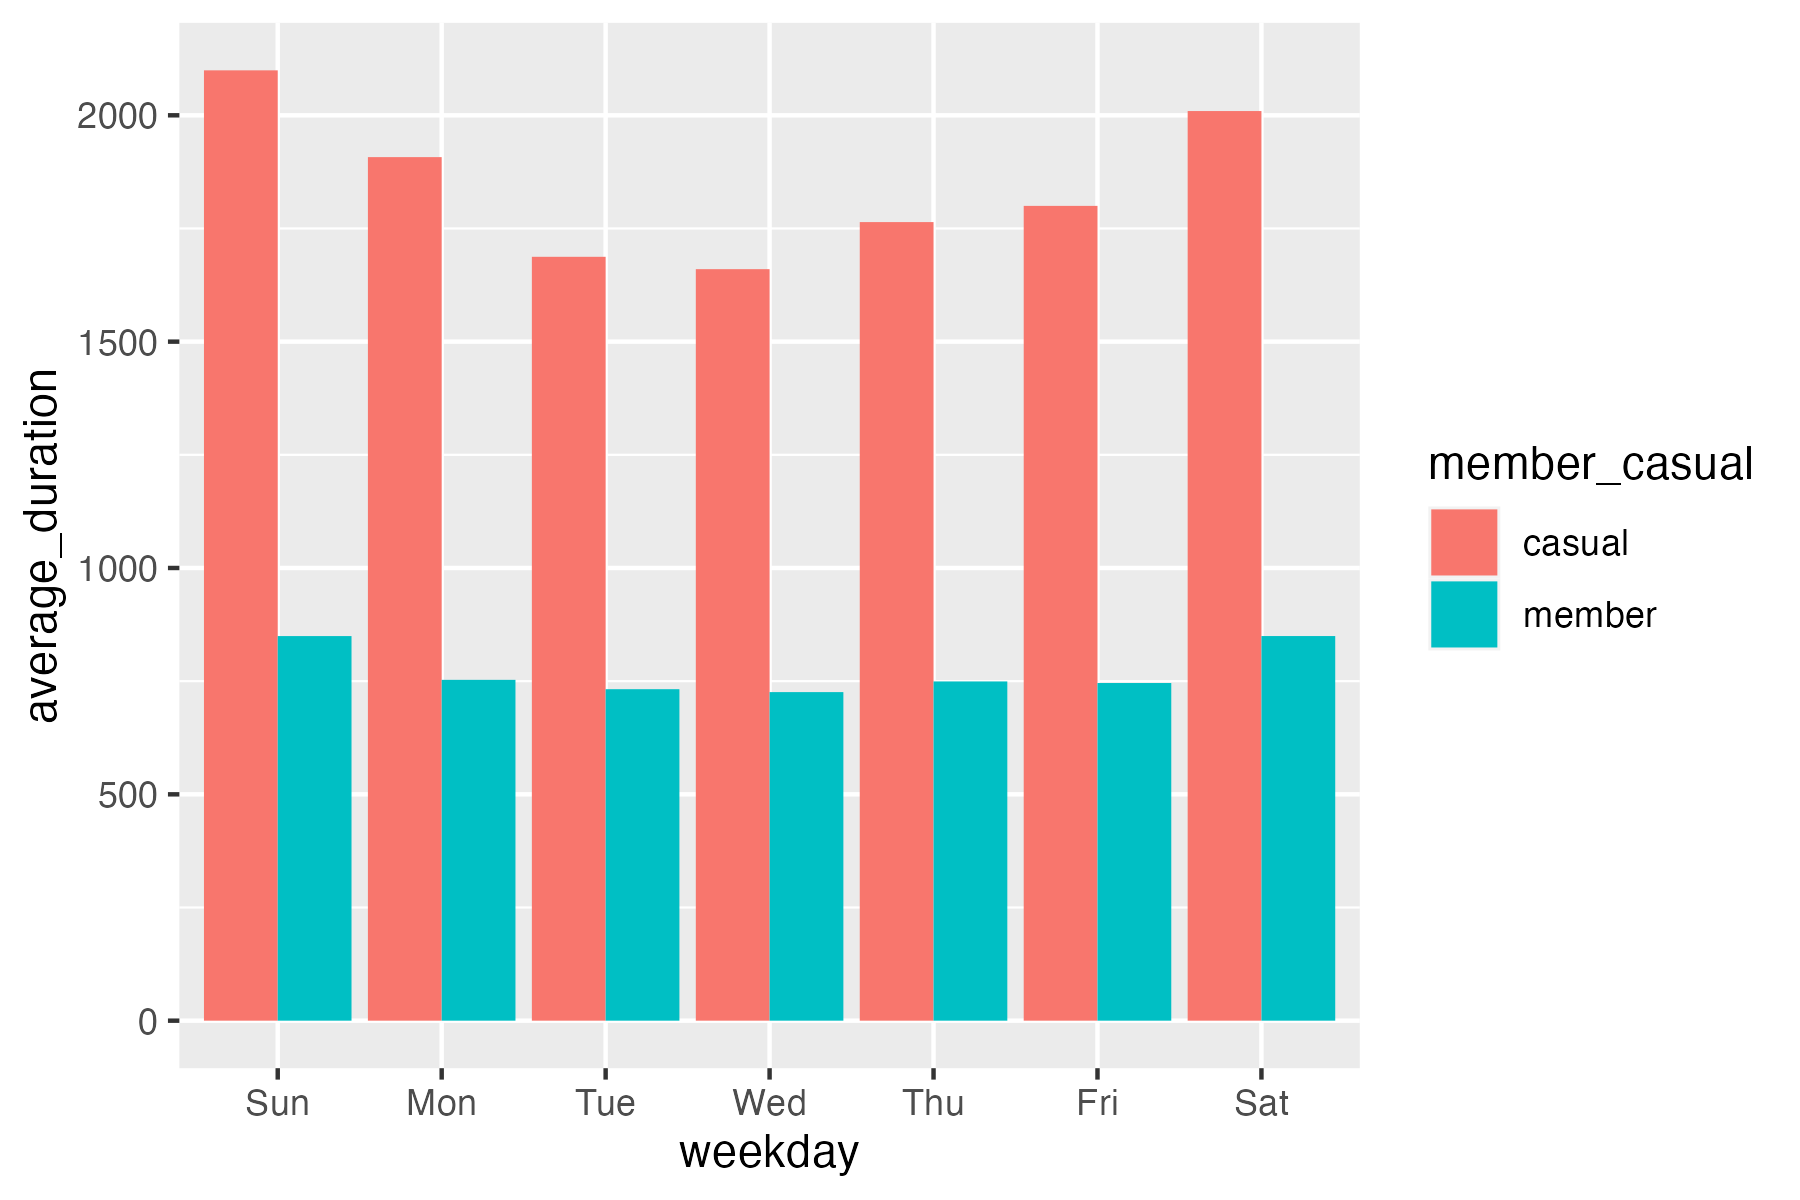 average_duration
2000
1500
1000
500
0
Sun Mon Tue Wed Thu Fri Sat
weekday
member_casual
casual
member